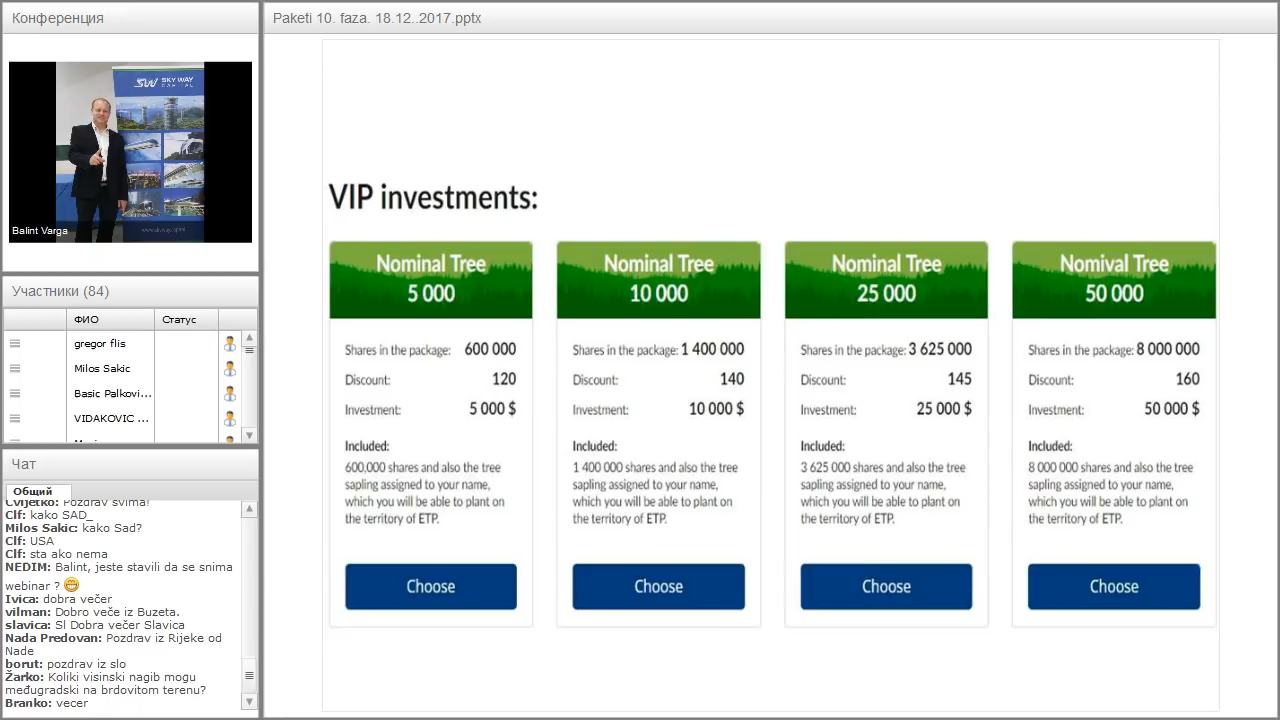 Конференция
SKY WAY
CAPITAL
Balint Varga
Участники (84)
ФИО
Статус
gregor flis
Milos Sakic
Basic Palkovi...
VIDAKOVIC ...
Чат
Общий
Cvjetko: Pozdrav svima!
Clf: kako SAD_
Milos Sakic: kako Sad?
Clf: USA
Clf: sta ako nema
NEDIM: Balint, jeste stavili da se snima
webinar ?
Ivica: dobra večer
vilman: Dobro veče iz Buzeta.
slavica: Sl Dobra večer Slavica
Nada Predovan: Pozdrav iz Rijeke od
Nade
borut: pozdrav iz slo
Žarko: Koliki visinski nagib mogu
međugradski na brdovitom terenu?
Branko: vecer
Paketi 10. faza. 18.12..2017.pptx
VIP investments:
Nominal Tree
5 000
Shares in the package: 600 000
Discount: 120
Investment: 5 000 $
Included:
600,000 shares and also the tree
sapling assigned to your name,
which you will be able to plant on
the territory of ETP.
Choose
Nominal Tree
10 000
Shares in the package: 1 400 000
Discount: 140
Investment: 10 000 $
Included:
1 400 000 shares and also the tree
sapling assigned to your name,
which you will be able to plant on
the territory of ETP.
Choose
Nominal Tree
25 000
Shares in the package: 3 625 000
Discount: 145
Investment: 25 000 $
Included:
3 625 000 shares and also the tree
sapling assigned to your name,
which you will be able to plant on
the territory of ETP.
Choose
Nomival Tree
50 000
Shares in the package: 8 000 000
Discount: 160
Investment: 50 000 $
Included:
8 000 000 shares and also the tree
sapling assigned to your name,
which you will be able to plant on
the territory of ETP.
Choose